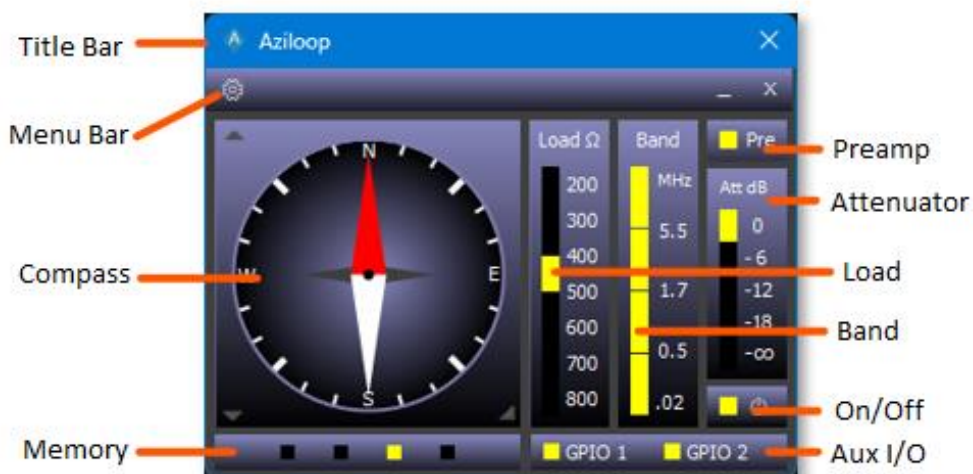 Title Bar
Aziloop
Menu Bar
Load Ω
Band
Pre
Preamp
N
W
E
S
200
300
400
500
600
700
800
MHz
5.5
1.7
0.5
.02
Att dB
0
-6
-12
-18
-∞
Attenuator
Compass
Load
Band
On/Off
Memory
GPIO 1
GPIO 2
Aux I/O